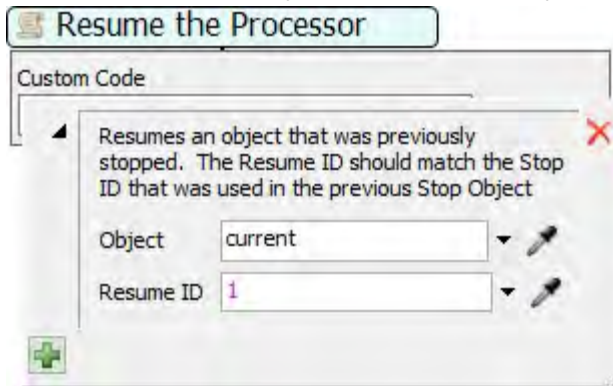 Resume the Processor
Custom Code
Resumes an object that was previously
stopped. The Resume ID should match the Stop
ID that was used in the previous Stop Object
Object current
Resume ID 1